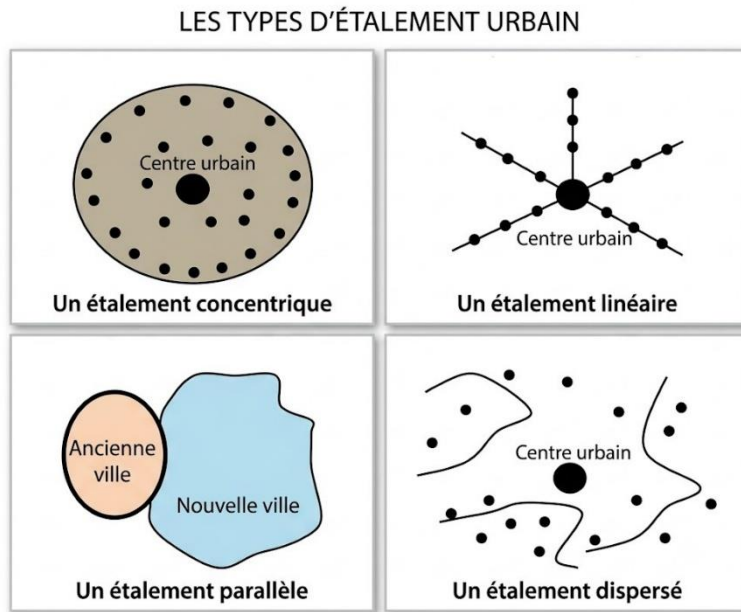 LES TYPES D'ÉTALEMENT URBAIN
Centre urbain
Un étalement concentrique
Centre urbain
Un étalement linéaire
Ancienne
ville
Nouvelle ville
Un étalement parallèle
Centre urbain
Un étalement dispersé